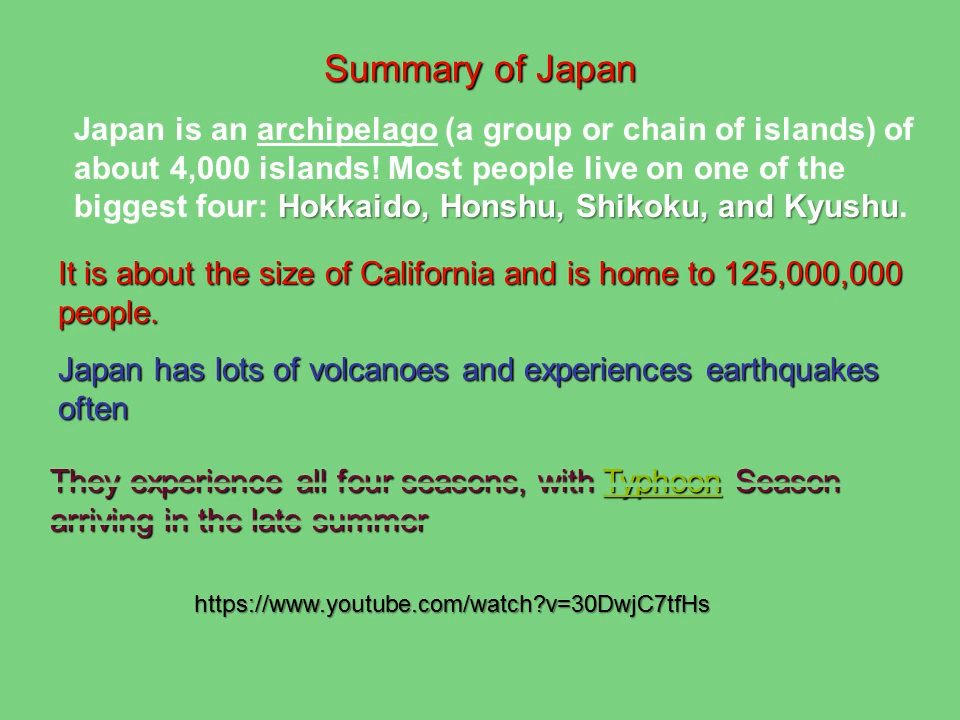 Summary of Japan
Japan is an archipelago (a group or chain of islands) of
about 4,000 islands! Most people live on one of the
biggest four: Hokkaido, Honshu, Shikoku, and Kyushu.
It is about the size of California and is home to 125,000,000
people.
Japan has lots of volcanoes and experiences earthquakes
often
They experience all four seasons, with Typhoon Season
arriving in the late summer
https://www.youtube.com/watch?v=30DwjC7tfHs